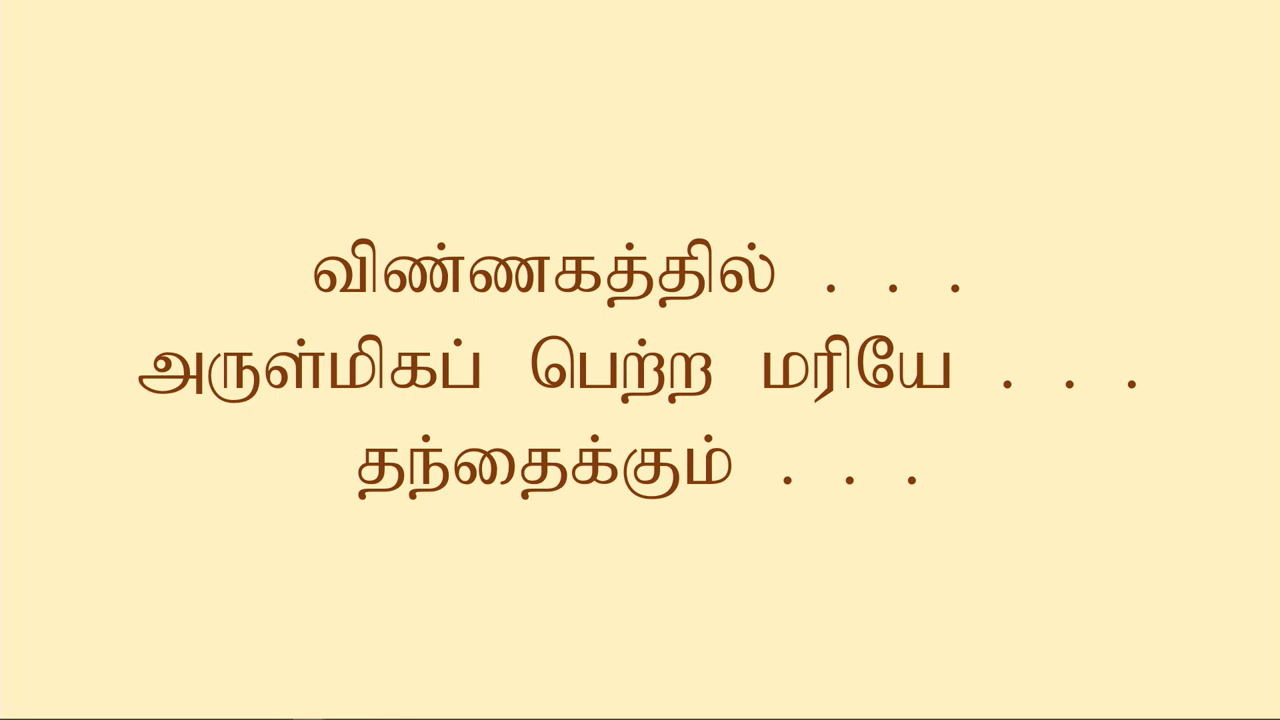 விண்ணகத்தில் . . .
அருள்மிகப் பெற்ற மரியே . . .
தந்தைக்கும் . . .